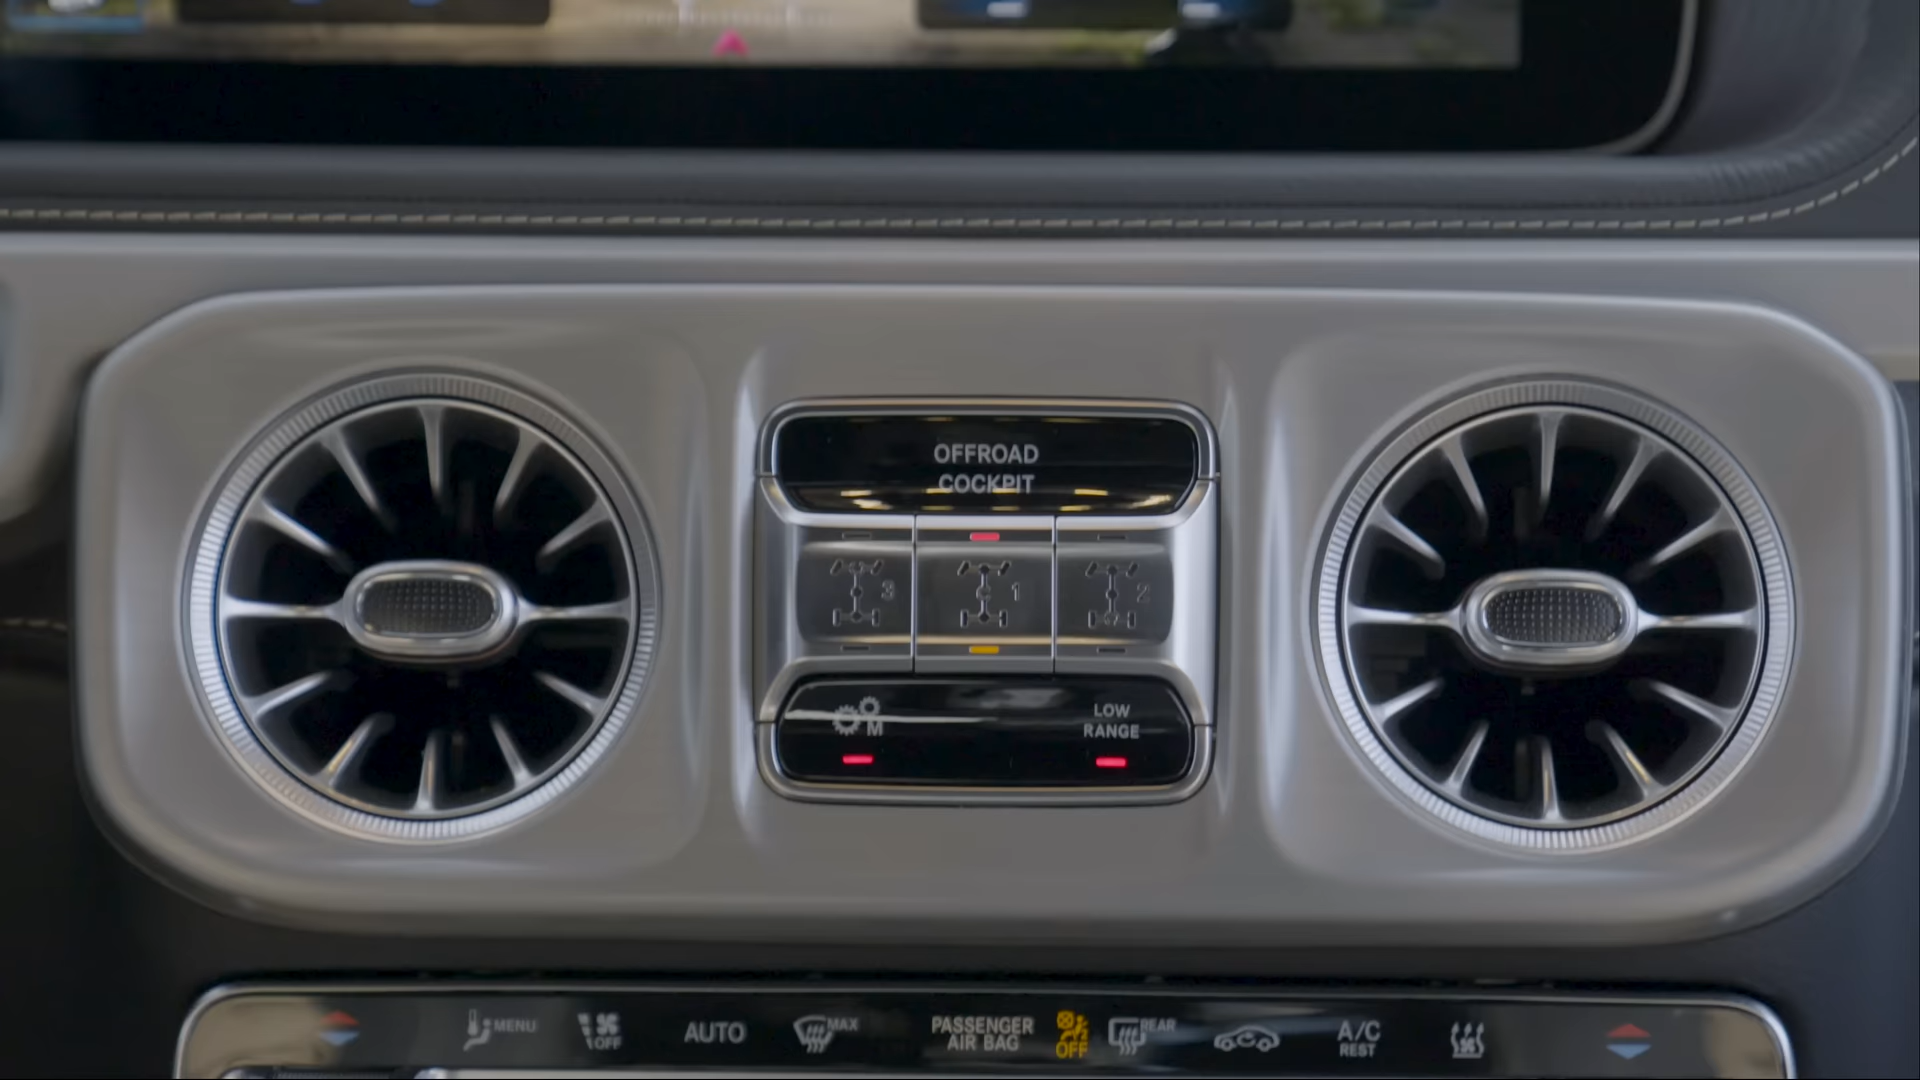 OFFROAD
COCKPIT
3
1
2
M
LOW
RANGE
MENU
OFF
AUTO
MAX
PASSENGER
AIR BAG
OFF
REAR
A/C
REST